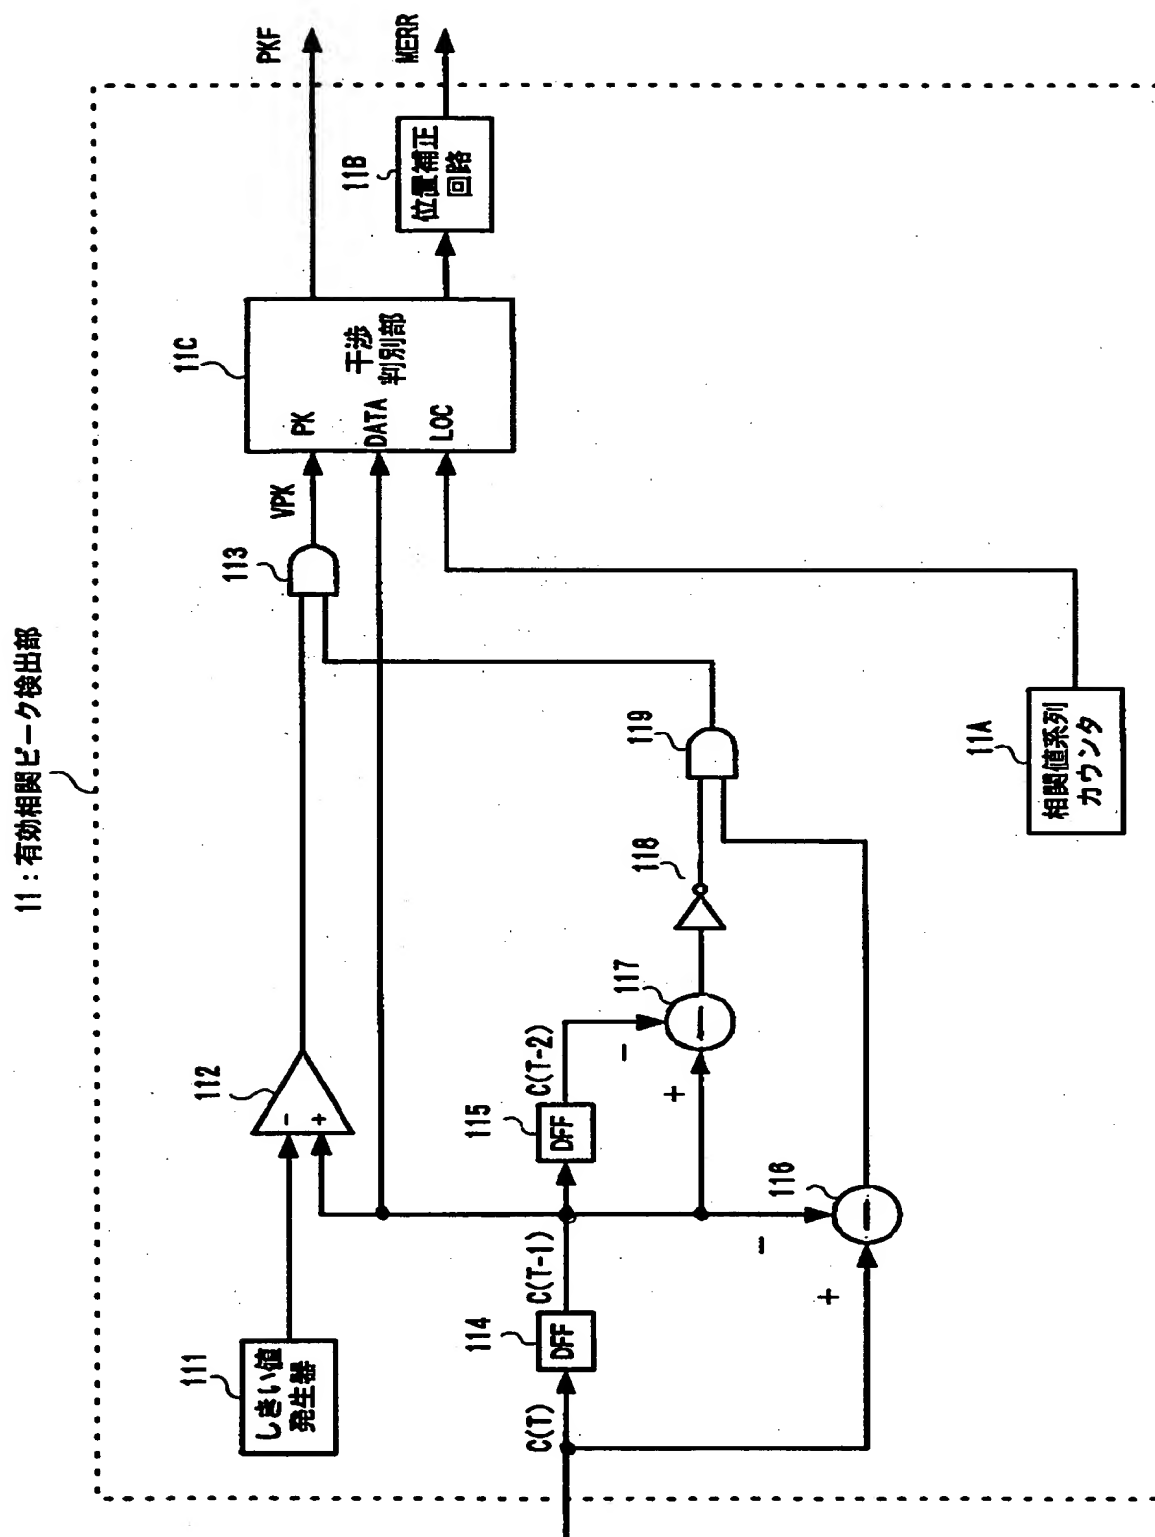 11：有効相関ピーク検出部
111
しきい値
発生器
112
-
+
113
VPK
11C
PK
DATA
LOC
干渉
判別部
PKF
11B
位置補正
回路
MERR
C(T)
114
DFF
C(T-1)
115
DFF
C(T-2)
-
+
117
118
119
-
+
116
11A
相関値系列
カウンタ